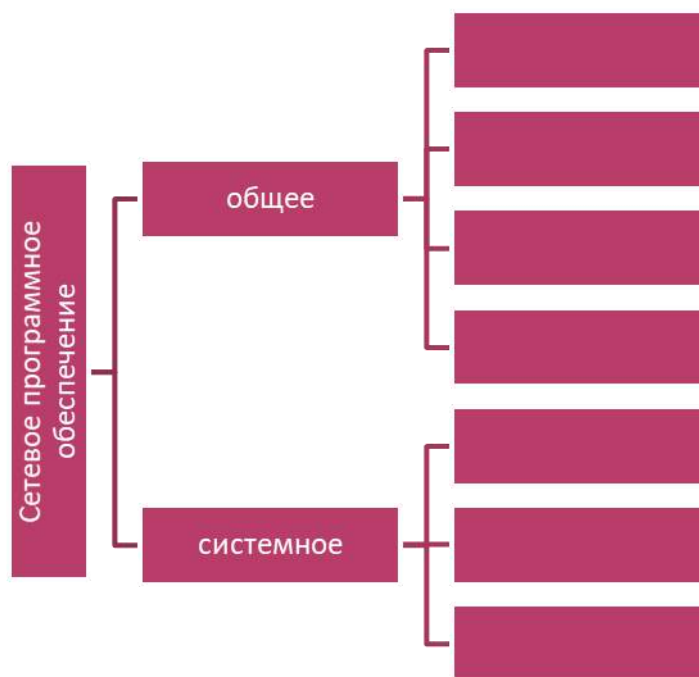 Сетевое программное
обеспечение
общее
системное